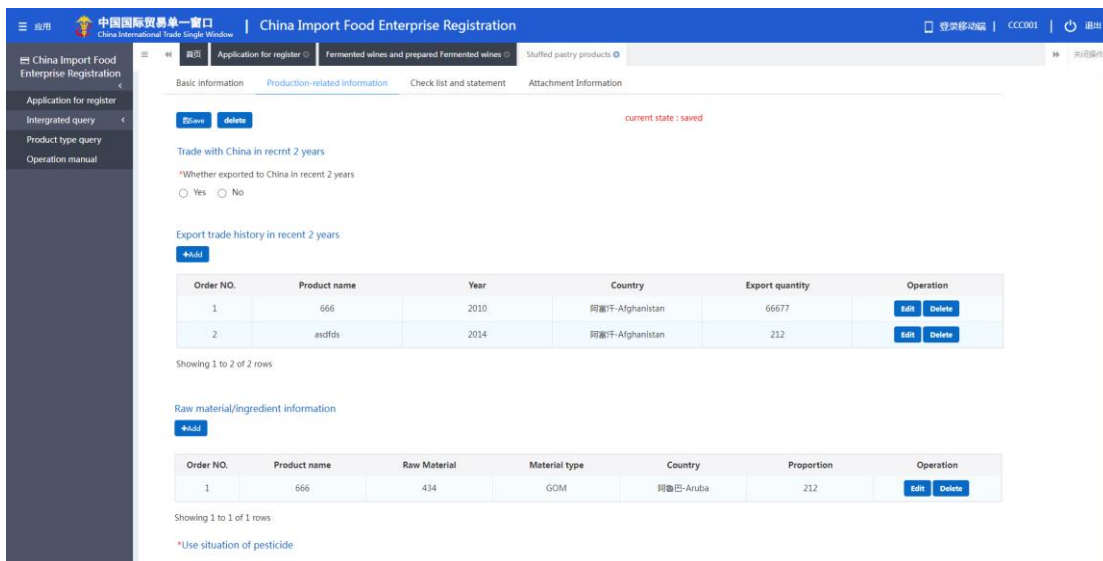 应用
中国国际贸易单一窗口
China International Trade Single Window
China Import Food Enterprise Registration
登录移动端 | CCC001 | 退出
China Import Food Enterprise Registration
Application for register
Intergrated query
Product type query
Operation manual
首页 Application for register Fermented wines and prepared Fermented wines Stuffed pastry products 关闭操作
Basic information Production-related information Check list and statement Attachment Information
Save delete current state : saved
Trade with China in recrnt 2 years
*Whether exported to China in recent 2 years
Yes No
Export trade history in recent 2 years
+Add
Order NO. Product name Year Country Export quantity Operation
1 666 2010 阿富汗-Afghanistan 66677 Edit Delete
2 asdfds 2014 阿富汗-Afghanistan 212 Edit Delete
Showing 1 to 2 of 2 rows
Raw material/ingredient information
+Add
Order NO. Product name Raw Material Material type Country Proportion Operation
1 666 434 GOM 阿鲁巴-Aruba 212 Edit Delete
Showing 1 to 1 of 1 rows
*Use situation of pesticide